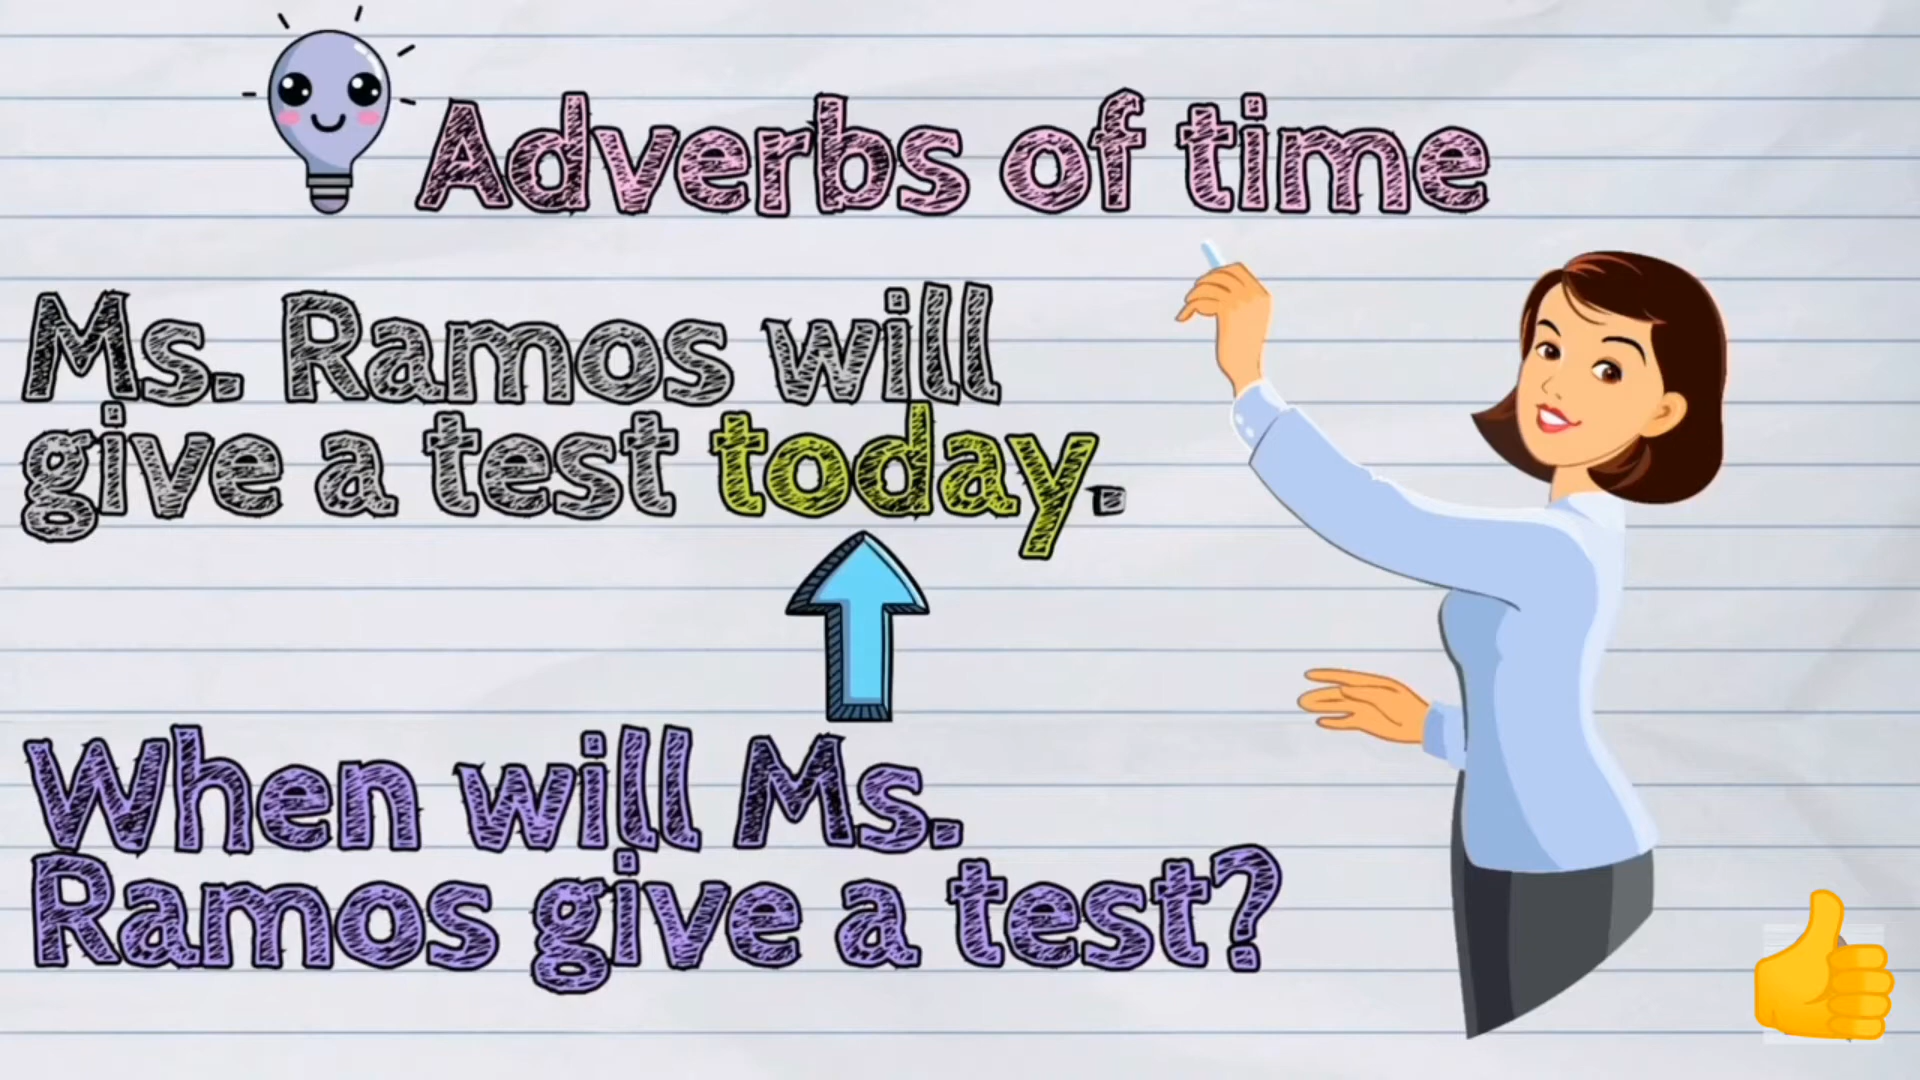 Adverbs of time
Ms. Ramos will
give a test today.
When will Ms.
Ramos give a test?